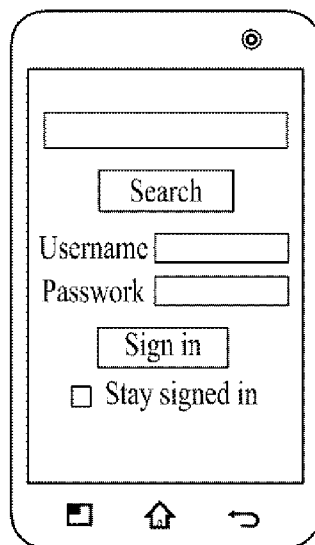 Search
Username
Passwork
Sign in
Stay signed in